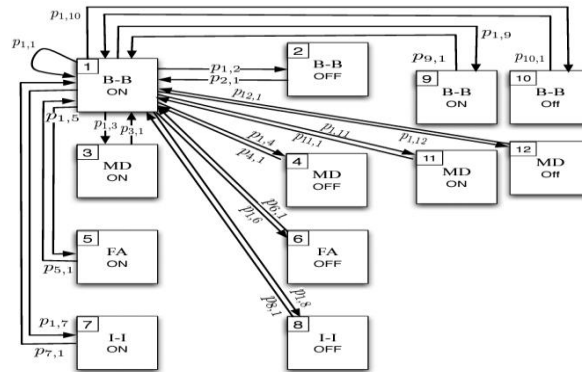 p1,10
p1,9
p1,1
1
B-B
ON
p1,2
p2,1
2
B-B
OFF
p9,1
9
B-B
ON
p10,1
10
B-B
Off
p1,5
p1,3
p3,1
p12,1
p1,11
p11,1
p1,12
p1,4
p4,1
3
MD
ON
4
MD
OFF
11
MD
ON
12
MD
Off
p6,1
p1,6
5
FA
ON
p5,1
6
FA
OFF
p1,8
p8,1
p1,7
p7,1
7
I-I
ON
8
I-I
OFF